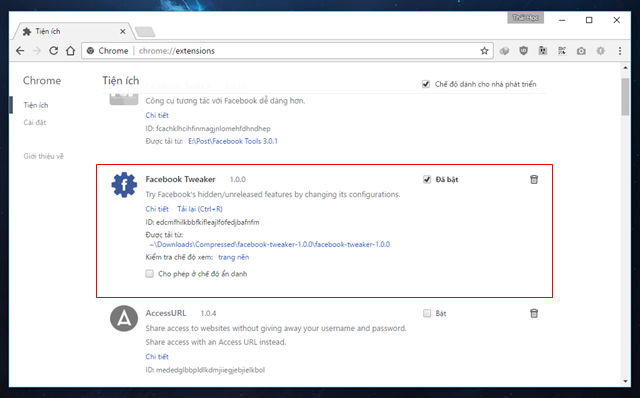 Thái Học
Tiện ích
Chrome
chrome://extensions
Chrome
Tiện ích
Cài đặt
Giới thiệu về
Tiện ích
Chế độ dành cho nhà phát triển
Công cụ tương tác với Facebook dễ dàng hơn.
Chi tiết
ID: fcachklhcihfinmagjnlomehfdhndhep
Được tải từ: E:\Post\Facebook Tools 3.0.1
Facebook Tweaker 1.0.0
Đã bật
Try Facebook's hidden/unreleased features by changing its configurations.
Chi tiết Tải lại (Ctrl+R)
ID: edcmfhilkbbfkifleajlfofedjbafnfm
Được tải từ:
~\Downloads\Compressed\facebook-tweaker-1.0.0\facebook-tweaker-1.0.0
Kiểm tra chế độ xem: trang nền
Cho phép ở chế độ ẩn danh
AccessURL 1.0.4
Bật
Share access to websites without giving away your username and password.
Share access with an Access URL instead.
Chi tiết
ID: mededglbbpldlkdmjiiegjebjielkbol